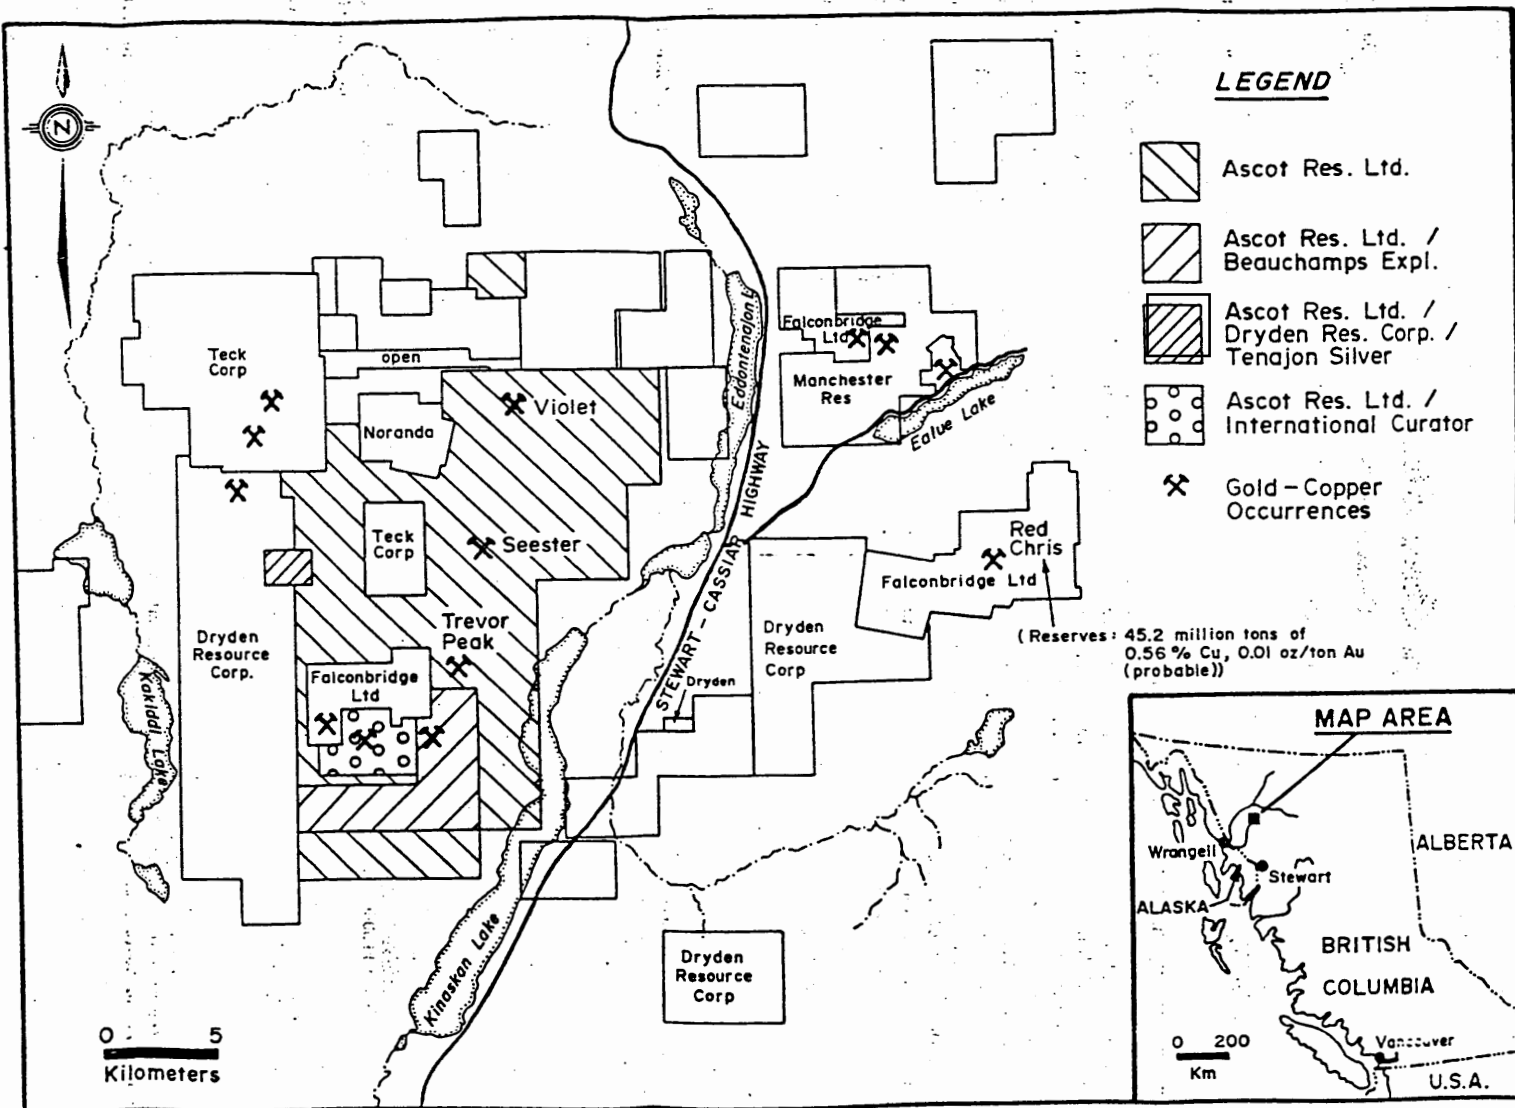 N
LEGEND
Ascot Res. Ltd.
Ascot Res. Ltd. /
Beauchamps Expl.
Ascot Res. Ltd. /
Dryden Res. Corp. /
Tenajon Silver
Ascot Res. Ltd. /
International Curator
Gold-Copper
Occurrences
Teck
Corp
open
Violet
Noranda
Teck
Corp
Seester
Trevor
Peak
Falconbridge
Ltd
Dryden
Resource
Corp.
Kakiddi Lake
Eddontenajon L
Falconbridge
Ltd
Manchester
Res
Ealue Lake
STEWART-CASSIAR HIGHWAY
Red
Chris
Falconbridge Ltd
(Reserves: 45.2 million tons of
0.56% Cu, 0.01 oz/ton Au
(probable))
Dryden
Resource
Corp
Dryden
Kinaskan Lake
Dryden
Resource
Corp
0 5
Kilometers
MAP AREA
Wrangell
Stewart
ALASKA
ALBERTA
BRITISH
COLUMBIA
Vancouver
U.S.A.
0 200
Km